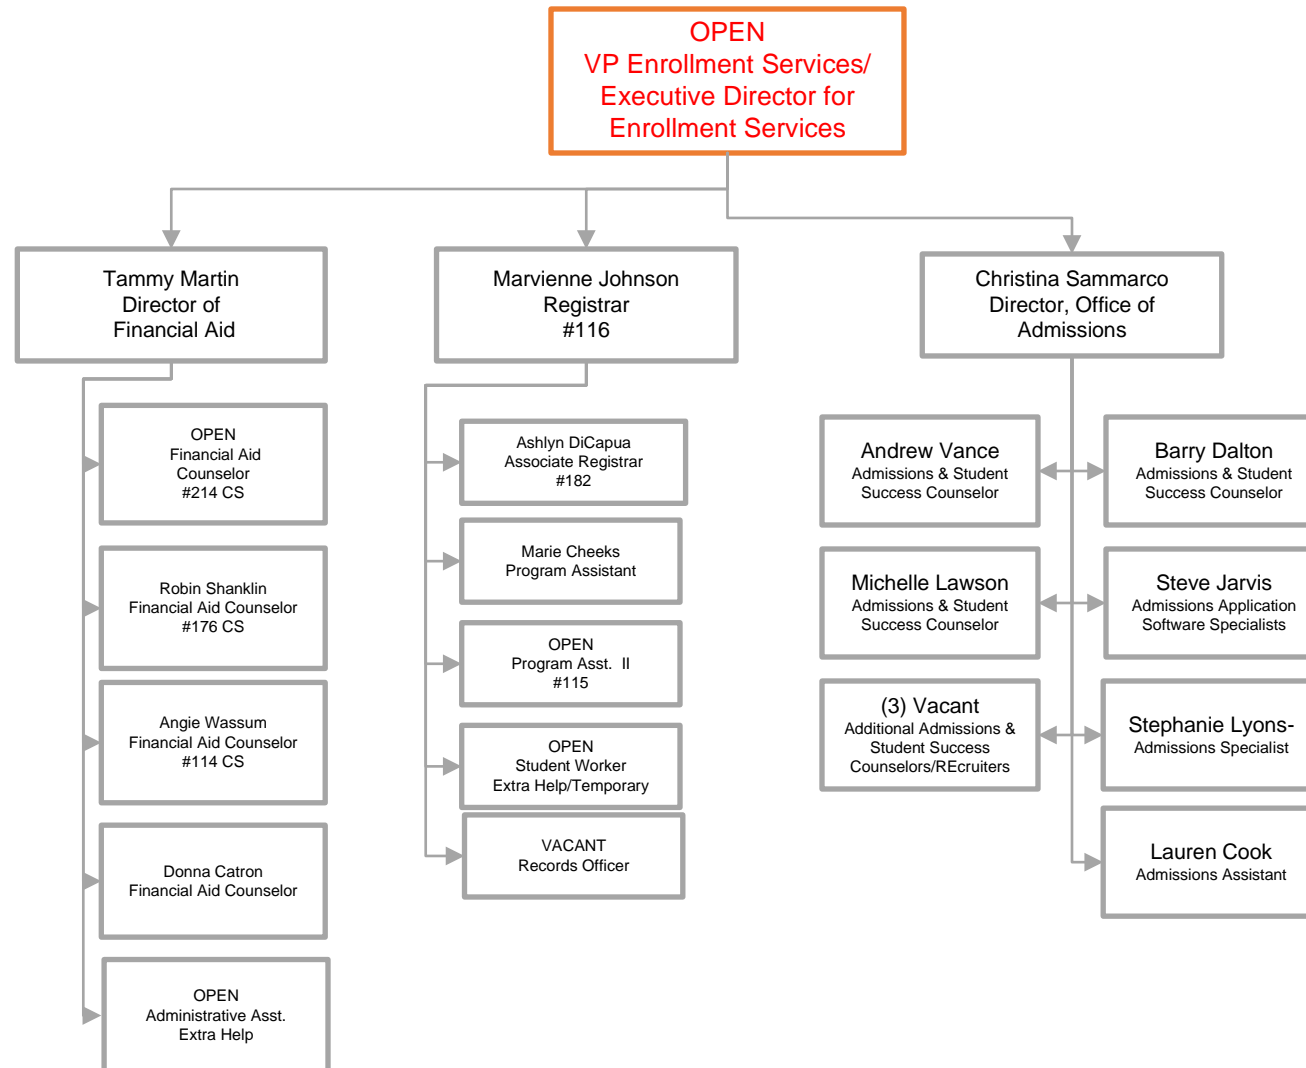 OPEN
VP Enrollment Services/
Executive Director for
Enrollment Services
Tammy Martin
Director of
Financial Aid
Marvienne Johnson
Registrar
#116
Christina Sammarco
Director, Office of
Admissions
OPEN
Financial Aid
Counselor
#214 CS
Robin Shanklin
Financial Aid Counselor
#176 CS
Angie Wassum
Financial Aid Counselor
#114 CS
Donna Catron
Financial Aid Counselor
OPEN
Administrative Asst.
Extra Help
Ashlyn DiCapua
Associate Registrar
#182
Marie Cheeks
Program Assistant
OPEN
Program Asst. II
#115
OPEN
Student Worker
Extra Help/Temporary
VACANT
Records Officer
Andrew Vance
Admissions & Student
Success Counselor
Barry Dalton
Admissions & Student
Success Counselor
Michelle Lawson
Admissions & Student
Success Counselor
Steve Jarvis
Admissions Application
Software Specialists
(3) Vacant
Additional Admissions &
Student Success
Counselors/REcruiters
Stephanie Lyons-
Admissions Specialist
Lauren Cook
Admissions Assistant